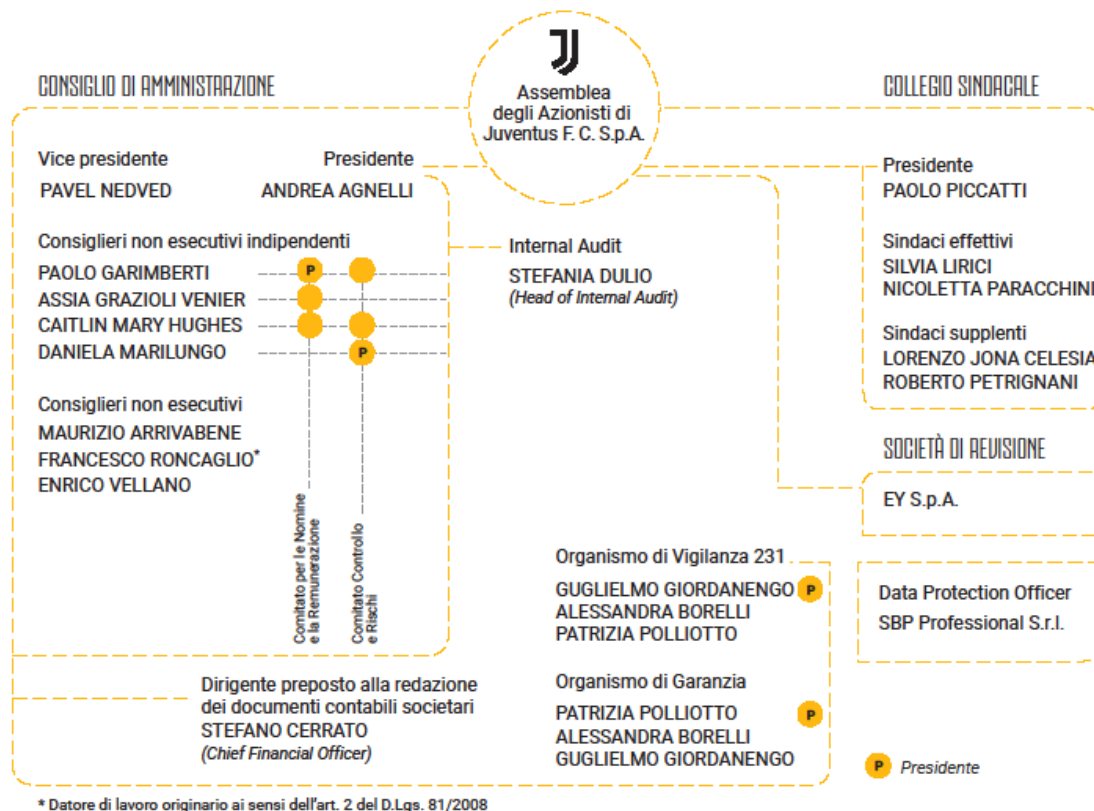 CONSIGLIO DI AMMINISTRAZIONE
Assemblea
degli Azionisti di
Juventus F. C. S.p.A.
COLLEGIO SINDACALE
Vice presidente
PAVEL NEDVED
Presidente
ANDREA AGNELLI
Consiglieri non esecutivi indipendenti
PAOLO GARIMBERTI
P
ASSIA GRAZIOLI VENIER
CAITLIN MARY HUGHES
DANIELA MARILUNGO
P
Consiglieri non esecutivi
MAURIZIO ARRIVABENE
FRANCESCO RONCAGLIO*
ENRICO VELLANO
Comitato per le Nomine
e la Remunerazione
Comitato Controllo
e Rischi
Internal Audit
STEFANIA DULIO
(Head of Internal Audit)
Presidente
PAOLO PICCATTI
Sindaci effettivi
SILVIA LIRICI
NICOLETTA PARACCHINI
Sindaci supplenti
LORENZO JONA CELESIA
ROBERTO PETRIGNANI
SOCIETÀ DI REVISIONE
EY S.p.A.
Organismo di Vigilanza 231
GUGLIELMO GIORDANENGO P
ALESSANDRA BORELLI
PATRIZIA POLLIOTTO
Data Protection Officer
SBP Professional S.r.l.
Dirigente preposto alla redazione
dei documenti contabili societari
STEFANO CERRATO
(Chief Financial Officer)
Organismo di Garanzia
PATRIZIA POLLIOTTO P
ALESSANDRA BORELLI
GUGLIELMO GIORDANENGO
P Presidente
* Datore di lavoro originario ai sensi dell'art. 2 del D.Lgs. 81/2008